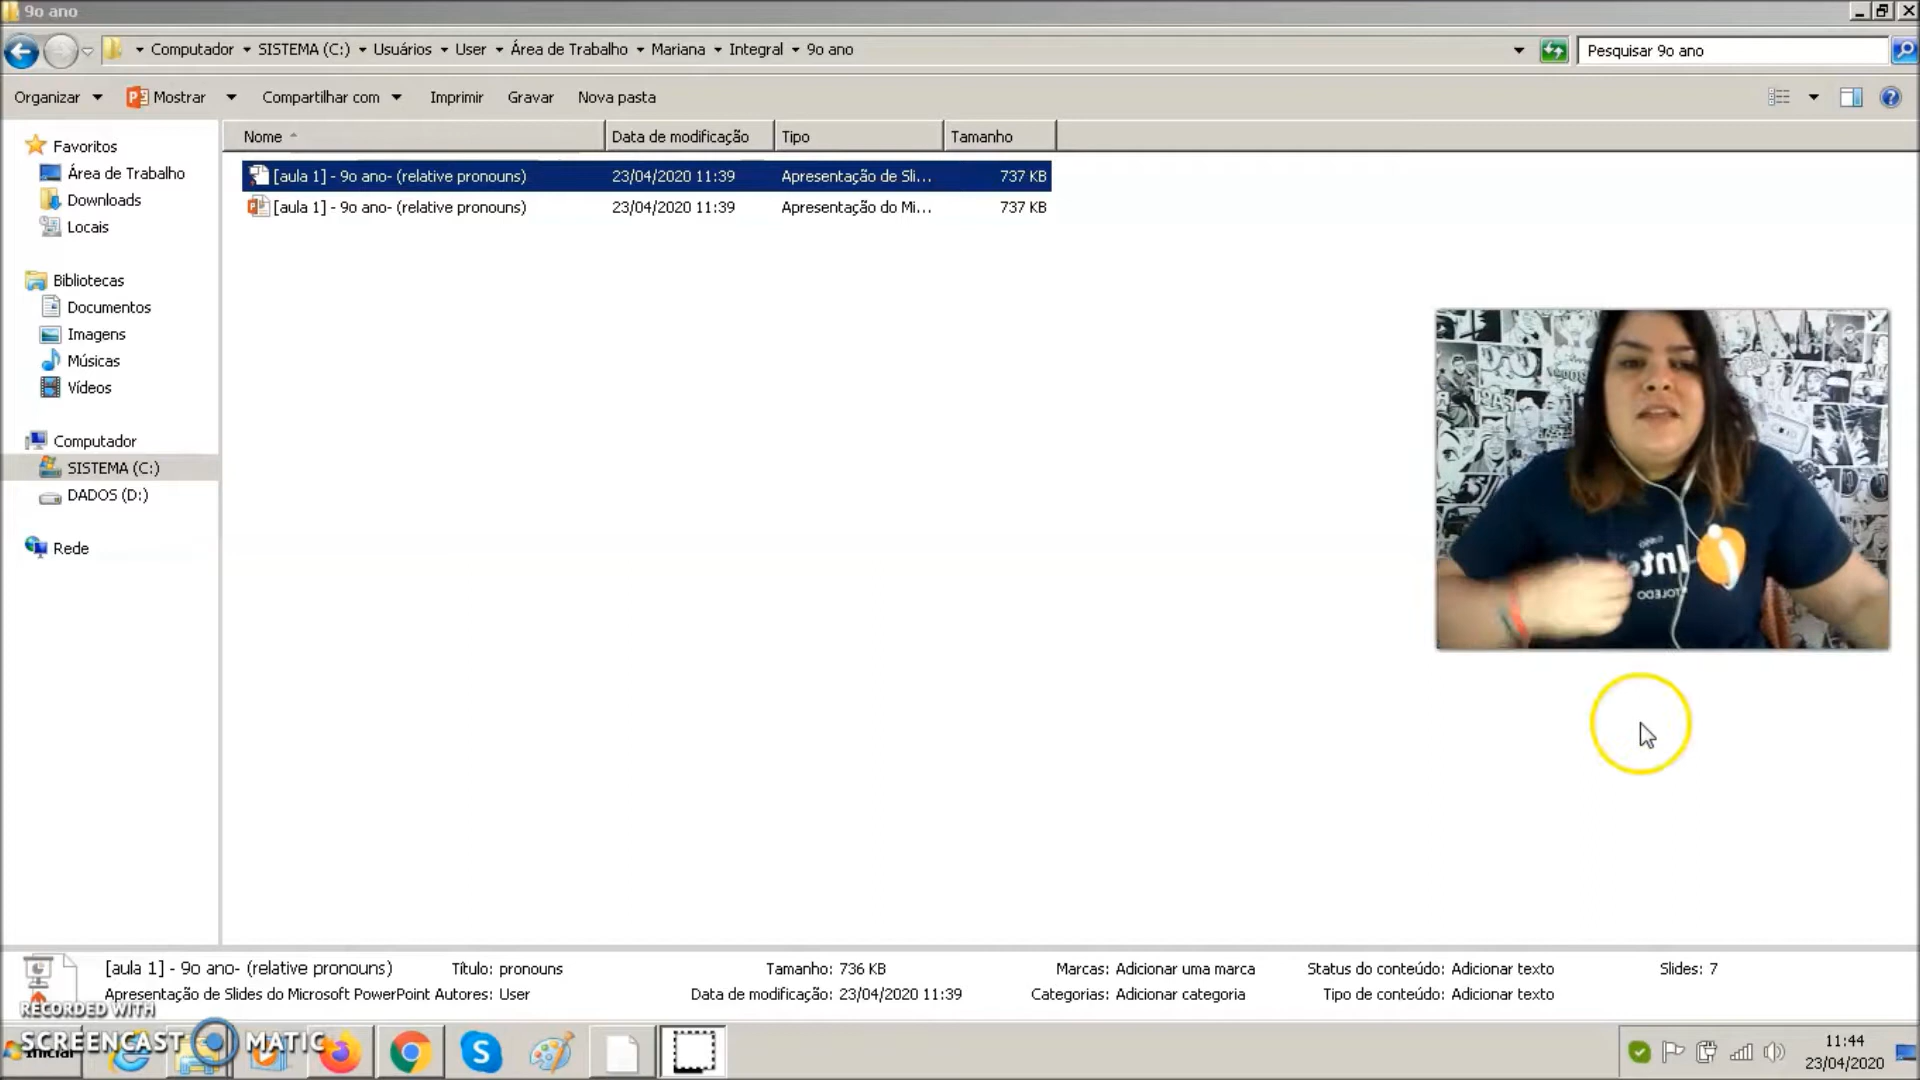 9o ano
Computador SISTEMA (C:) Usuários User Área de Trabalho Mariana Integral 9o ano
Pesquisar 9o ano
Organizar Mostrar Compartilhar com Imprimir Gravar Nova pasta
Nome Data de modificação Tipo Tamanho
[aula 1] - 9o ano- (relative pronouns) 23/04/2020 11:39 Apresentação de Sli... 737 KB
[aula 1] - 9o ano- (relative pronouns) 23/04/2020 11:39 Apresentação do Mi... 737 KB
Favoritos
Área de Trabalho
Downloads
Locais
Bibliotecas
Documentos
Imagens
Músicas
Vídeos
Computador
SISTEMA (C:)
DADOS (D:)
Rede
TOLEDO
[aula 1] - 9o ano- (relative pronouns) Título: pronouns Tamanho: 736 KB Marcas: Adicionar uma marca Status do conteúdo: Adicionar texto Slides: 7
Apresentação de Slides do Microsoft PowerPoint Autores: User Data de modificação: 23/04/2020 11:39 Categorias: Adicionar categoria Tipo de conteúdo: Adicionar texto
RECORDED WITH
SCREENCAST MATIC
Iniciar
11:44
23/04/2020